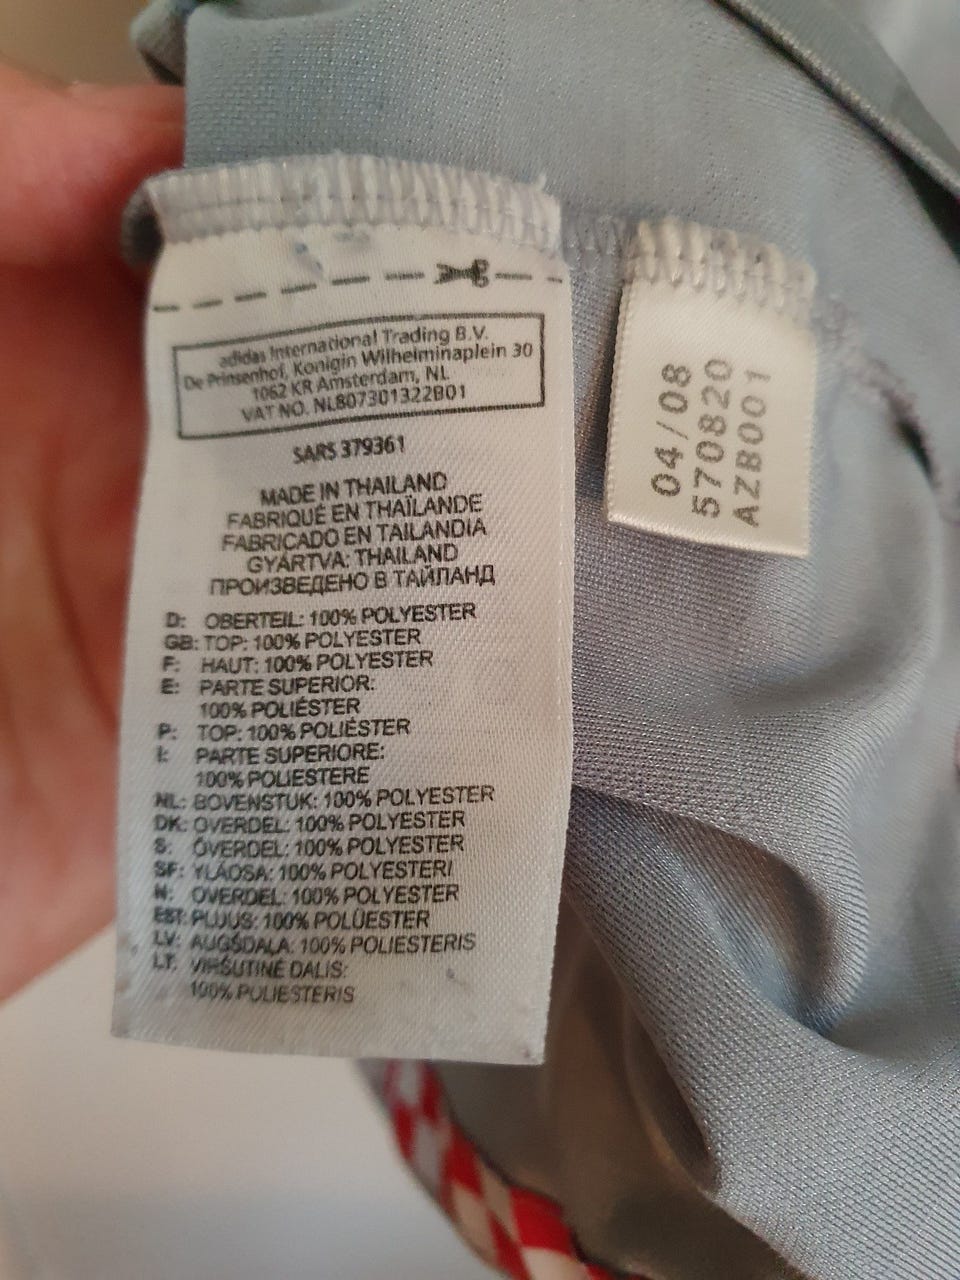 adidas International Trading B.V.
De Prinsenhof, Konigin Wilhelminaplein 30
1062 KR Amsterdam, NL
VAT NO. NL807301322B01
SARS 379361
MADE IN THAILAND
FABRIQUÉ EN THAÏLANDE
FABRICADO EN TAILANDIA
GYÁRTVA: THAILAND
ПРОИЗВЕДЕНО В ТАЙЛАНД
D: OBERTEIL: 100% POLYESTER
GB: TOP: 100% POLYESTER
F: HAUT: 100% POLYESTER
E: PARTE SUPERIOR:
100% POLIÉSTER
P: TOP: 100% POLIÉSTER
I: PARTE SUPERIORE:
100% POLIESTERE
NL: BOVENSTUK: 100% POLYESTER
DK: OVERDEL: 100% POLYESTER
S: ÖVERDEL: 100% POLYESTER
SF: YLÄOSA: 100% POLYESTERI
N: OVERDEL: 100% POLYESTER
EST: PLUUS: 100% POLÜESTER
LV: AUGŠDAĻA: 100% POLIESTERIS
LT: VIRŠUTINĖ DALIS:
100% POLIESTERIS
04/08
570820
AZB001